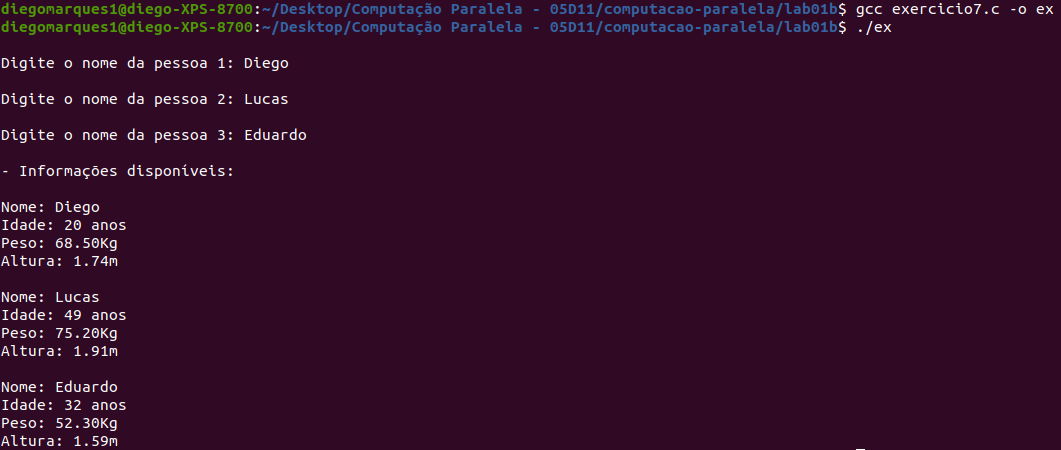 diegomarques1@diego-XPS-8700:~/Desktop/Computação Paralela - 05D11/computacao-paralela/lab01b$ gcc exercicio7.c -o ex
diegomarques1@diego-XPS-8700:~/Desktop/Computação Paralela - 05D11/computacao-paralela/lab01b$ ./ex
Digite o nome da pessoa 1: Diego
Digite o nome da pessoa 2: Lucas
Digite o nome da pessoa 3: Eduardo
- Informações disponíveis:
Nome: Diego
Idade: 20 anos
Peso: 68.50Kg
Altura: 1.74m
Nome: Lucas
Idade: 49 anos
Peso: 75.20Kg
Altura: 1.91m
Nome: Eduardo
Idade: 32 anos
Peso: 52.30Kg
Altura: 1.59m